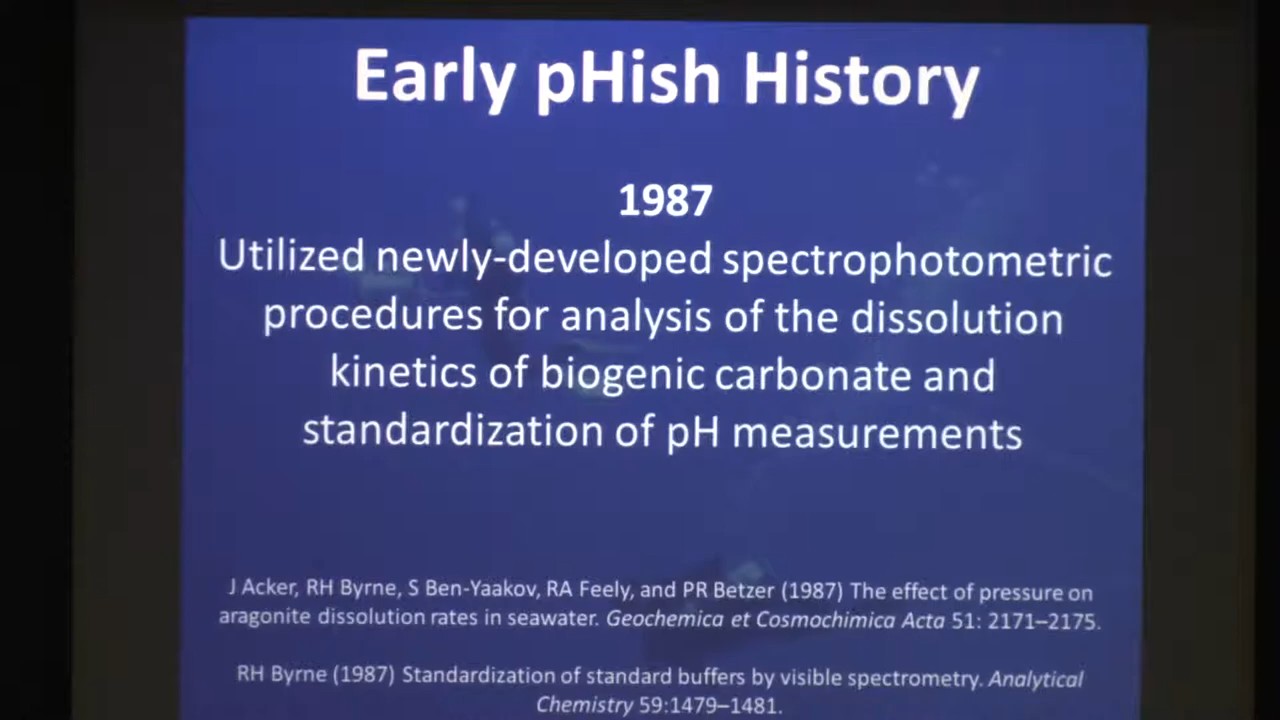 Early pHish History
1987
Utilized newly-developed spectrophotometric
procedures for analysis of the dissolution
kinetics of biogenic carbonate and
standardization of pH measurements
J Acker, RH Byrne, S Ben-Yaakov, RA Feely, and PR Betzer (1987) The effect of pressure on
aragonite dissolution rates in seawater. Geochemica et Cosmochimica Acta 51: 2171–2175.
RH Byrne (1987) Standardization of standard buffers by visible spectrometry. Analytical
Chemistry 59:1479–1481.